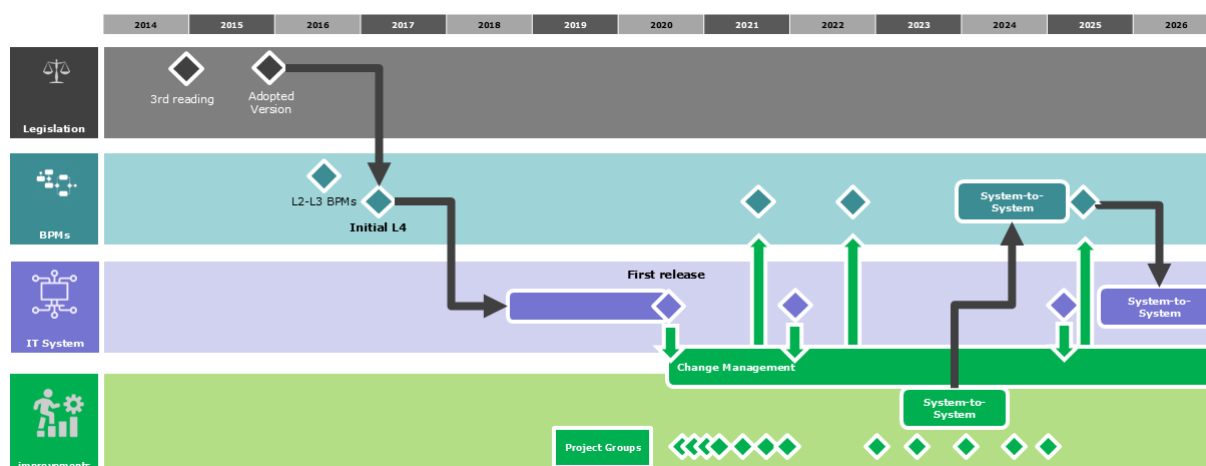 2014 2015 2016 2017 2018 2019 2020 2021 2022 2023 2024 2025 2026
3rd reading
Adopted
Version
Legislation
L2-L3 BPMs
Initial L4
System-to-
System
BPMs
First release
System-to-
System
IT System
Change Management
System-to-
System
Project Groups
improvements